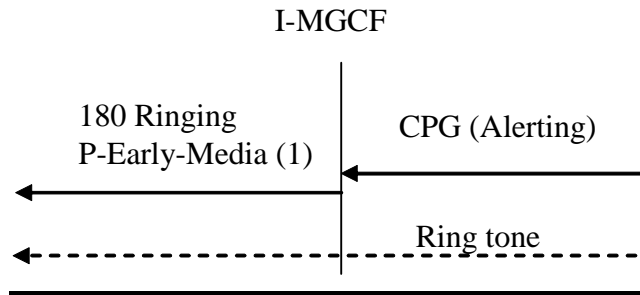 I-MGCF
180 Ringing
P-Early-Media (1)
CPG (Alerting)
Ring tone